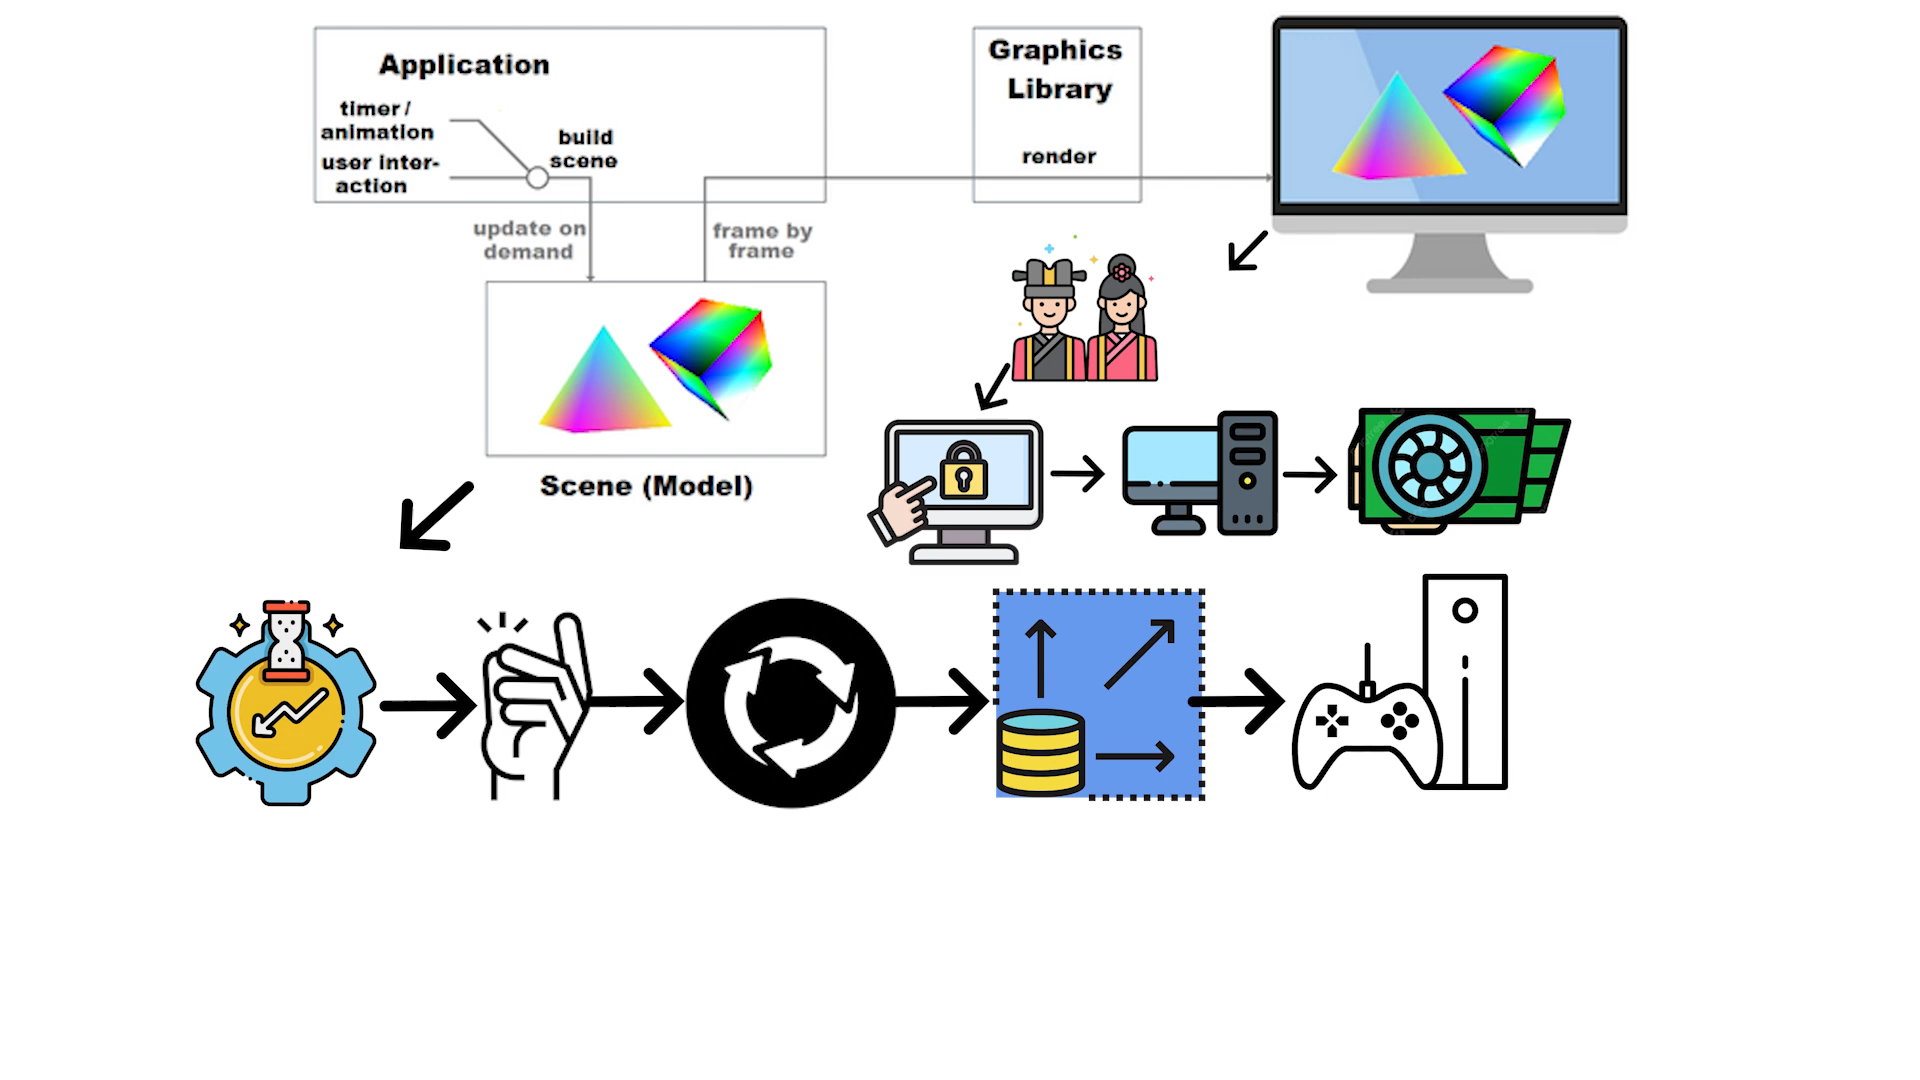 Application
timer /
animation
user inter-
action
build
scene
update on
demand
frame by
frame
Graphics
Library
render
Scene (Model)